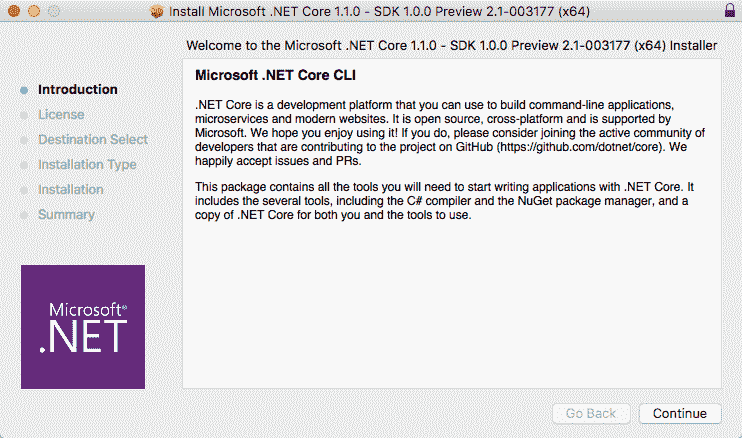 Install Microsoft .NET Core 1.1.0 - SDK 1.0.0 Preview 2.1-003177 (x64)
Welcome to the Microsoft .NET Core 1.1.0 - SDK 1.0.0 Preview 2.1-003177 (x64) Installer
Introduction
License
Destination Select
Installation Type
Installation
Summary
Microsoft .NET Core CLI
.NET Core is a development platform that you can use to build command-line applications,
microservices and modern websites. It is open source, cross-platform and is supported by
Microsoft. We hope you enjoy using it! If you do, please consider joining the active community of
developers that are contributing to the project on GitHub (https://github.com/dotnet/core). We
happily accept issues and PRs.
This package contains all the tools you will need to start writing applications with .NET Core. It
includes the several tools, including the C# compiler and the NuGet package manager, and a
copy of .NET Core for both you and the tools to use.
Microsoft®
.NET
Go Back
Continue